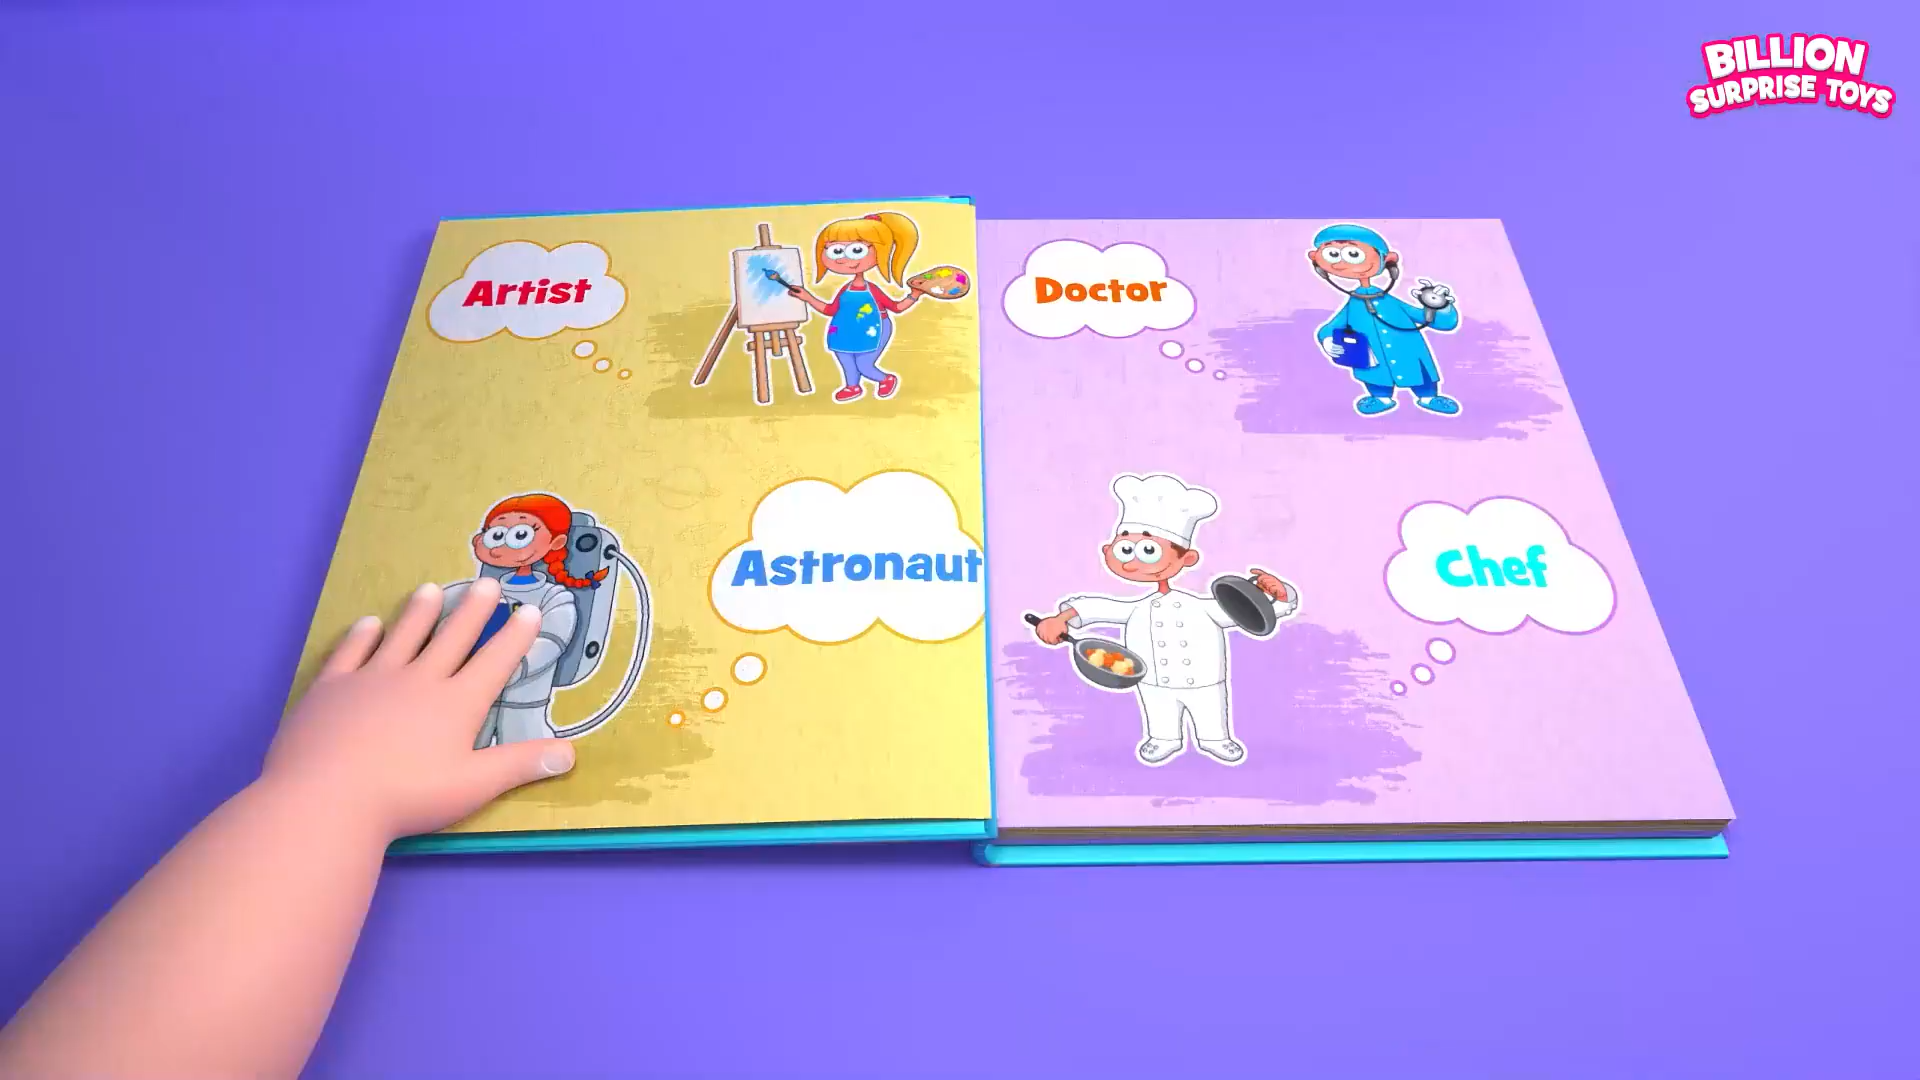 BILLION
SURPRISE TOYS
Artist
Doctor
Astronaut
Chef